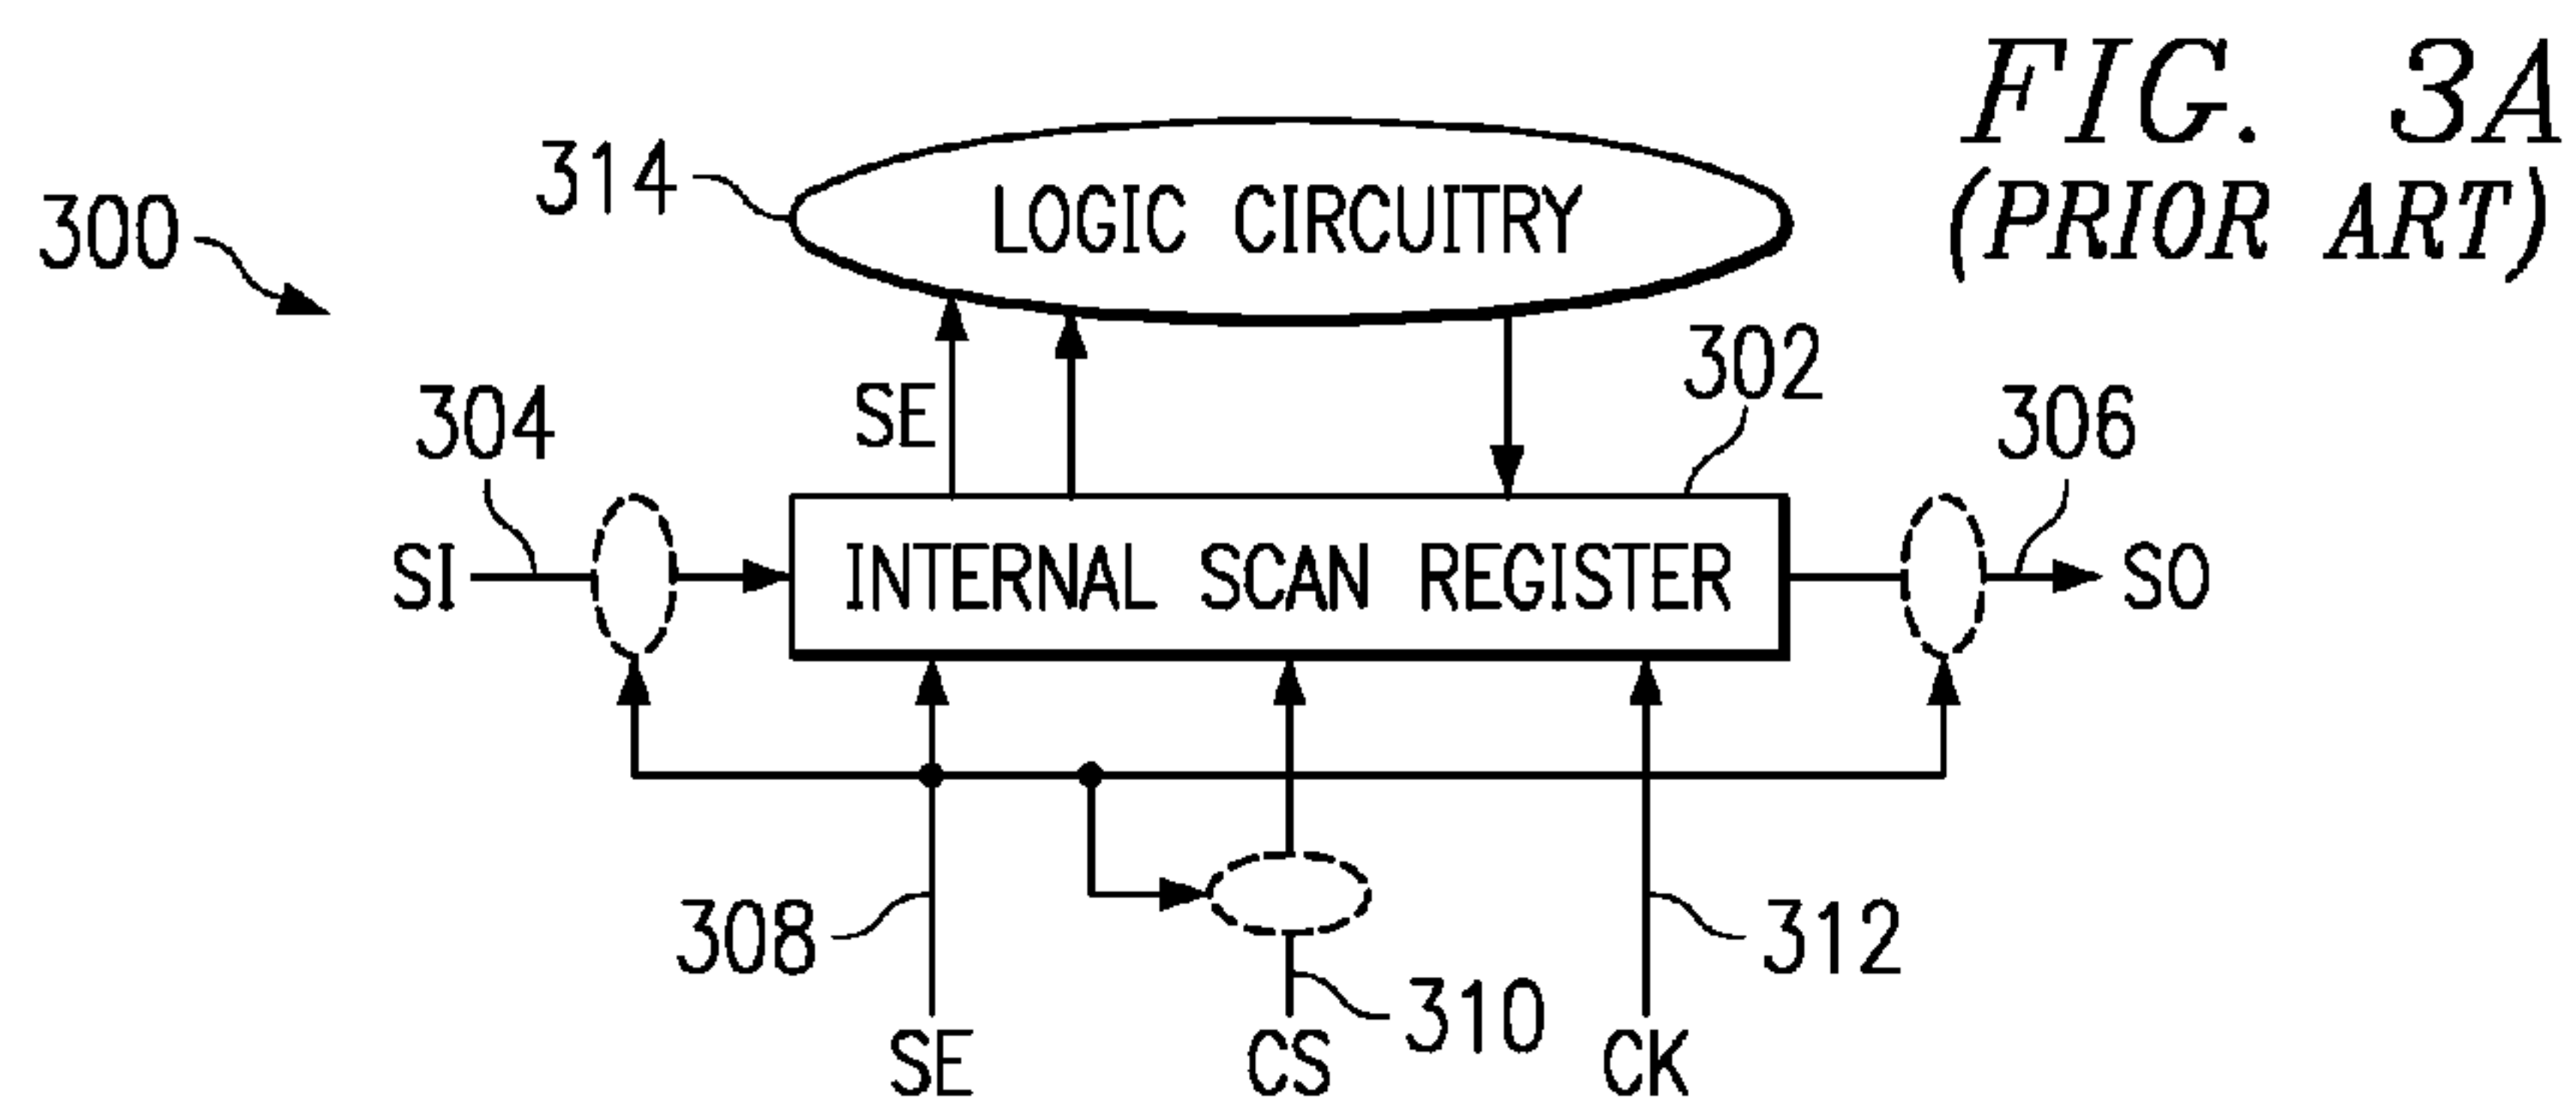 FIG. 3A
(PRIOR ART)
300
314
LOGIC CIRCUITRY
302
304
SE
306
SI
INTERNAL SCAN REGISTER
SO
308
310
312
SE
CS
CK